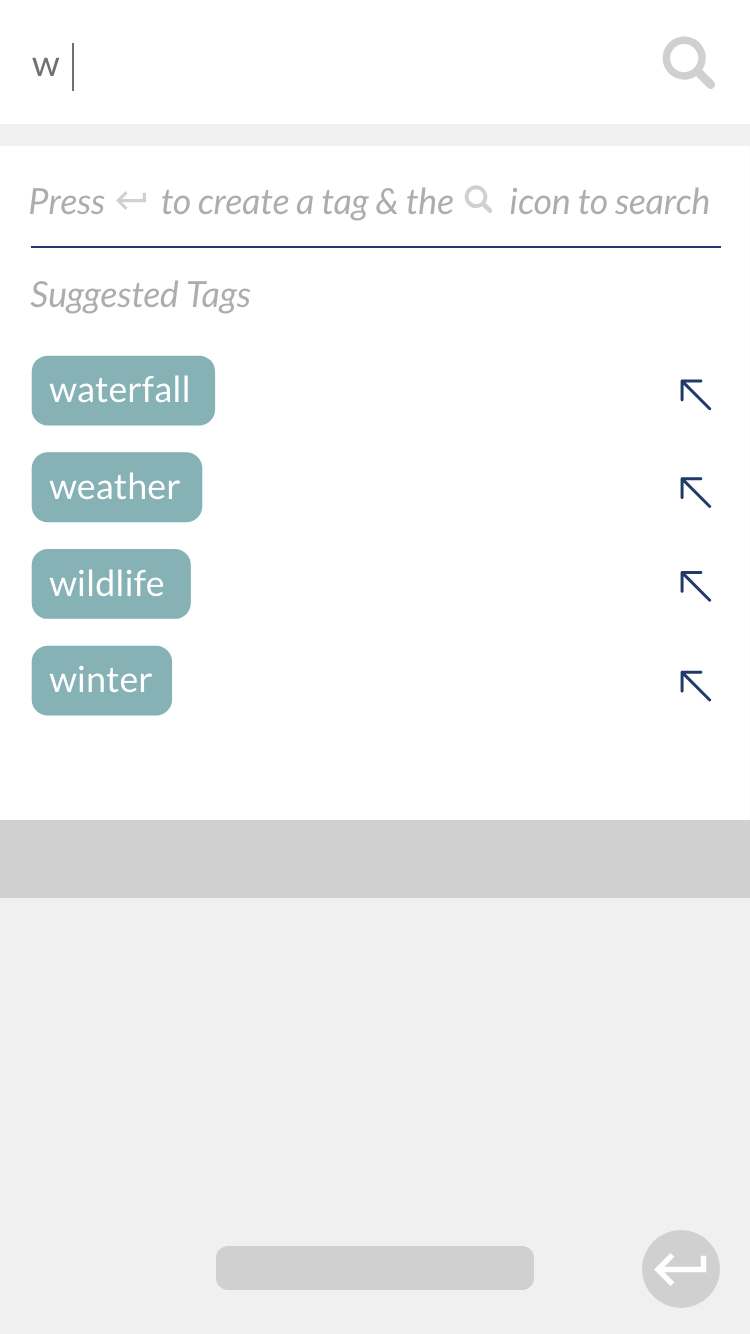 w
Press to create a tag & the icon to search
Suggested Tags
waterfall
weather
wildlife
winter